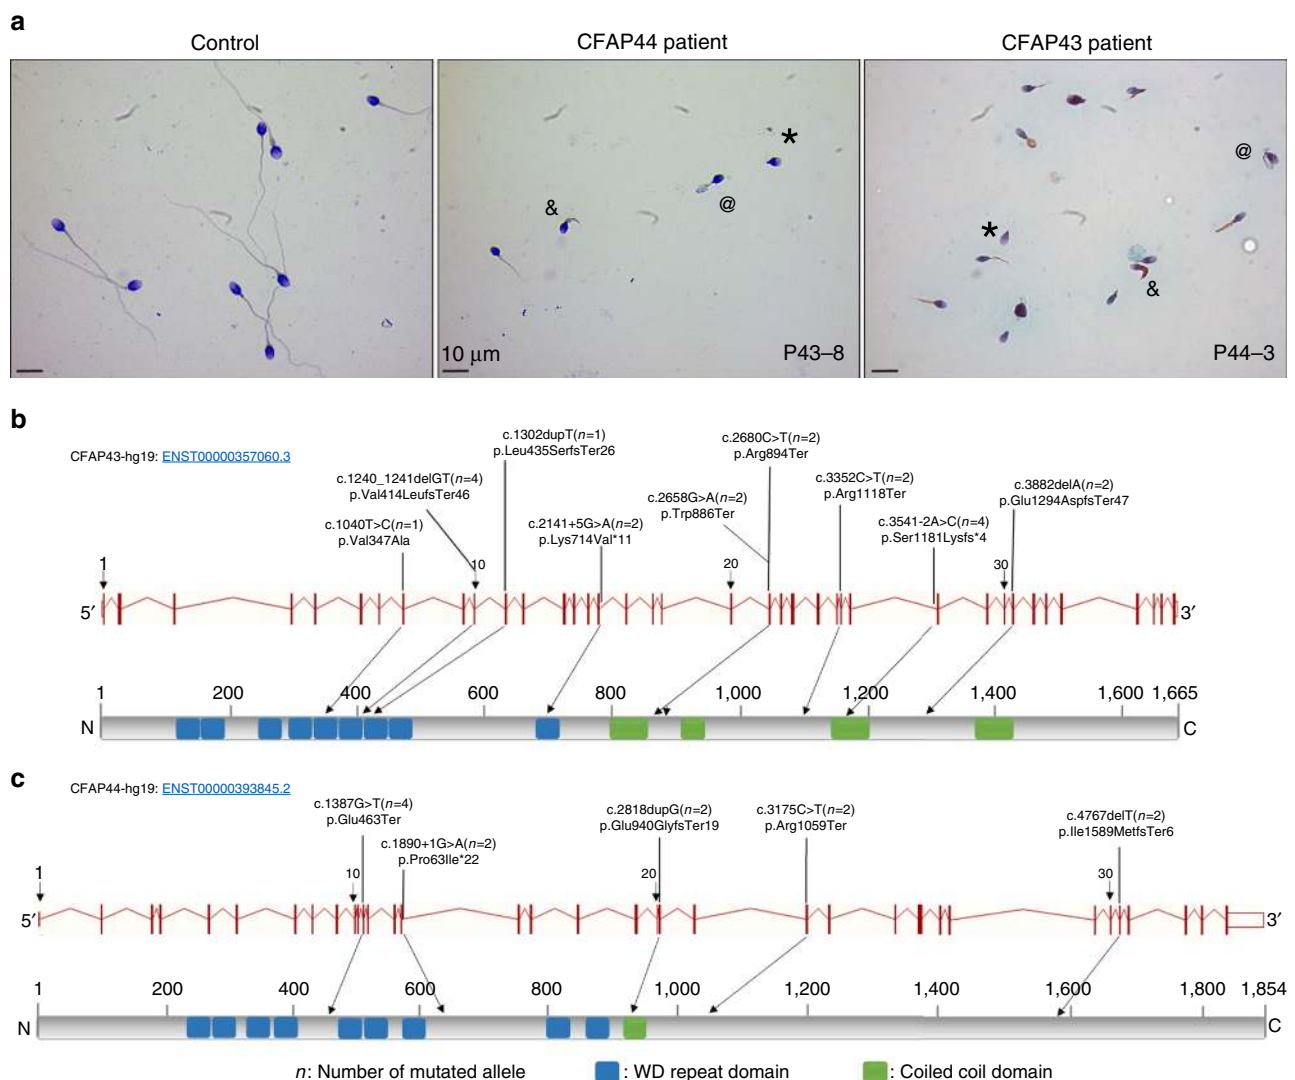 a
Control
CFAP44 patient
CFAP43 patient
*
@
&
10 μm
P43–8
@
*
&
P44–3
b
CFAP43-hg19: ENST00000357060.3
c.1302dupT(n=1)
p.Leu435SerfsTer26
c.2680C>T(n=2)
p.Arg894Ter
c.1240_1241delGT(n=4)
p.Val414LeufsTer46
c.3352C>T(n=2)
p.Arg1118Ter
c.3882delA(n=2)
p.Glu1294AspfsTer47
c.2658G>A(n=2)
p.Trp886Ter
c.1040T>C(n=1)
p.Val347Ala
c.2141+5G>A(n=2)
p.Lys714Val*11
c.3541-2A>C(n=4)
p.Ser1181Lysfs*4
1 10 20 30
5′ 3′
1 200 400 600 800 1,000 1,200 1,400 1,600 1,665
N C
c
CFAP44-hg19: ENST00000393845.2
c.1387G>T(n=4)
p.Glu463Ter
c.1890+1G>A(n=2)
p.Pro63Ile*22
c.2818dupG(n=2)
p.Glu940GlyfsTer19
c.3175C>T(n=2)
p.Arg1059Ter
c.4767delT(n=2)
p.Ile1589MetfsTer6
1 10 20 30
5′ 3′
1 200 400 600 800 1,000 1,200 1,400 1,600 1,800 1,854
N C
n: Number of mutated allele : WD repeat domain : Coiled coil domain